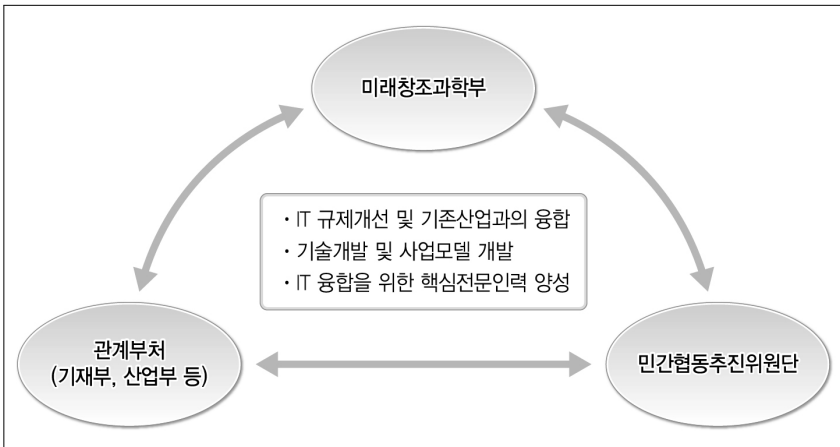 미래창조과학부
· IT 규제개선 및 기존산업과의 융합
· 기술개발 및 사업모델 개발
· IT 융합을 위한 핵심전문인력 양성
관계부처
(기재부, 산업부 등)
민간협동추진위원단